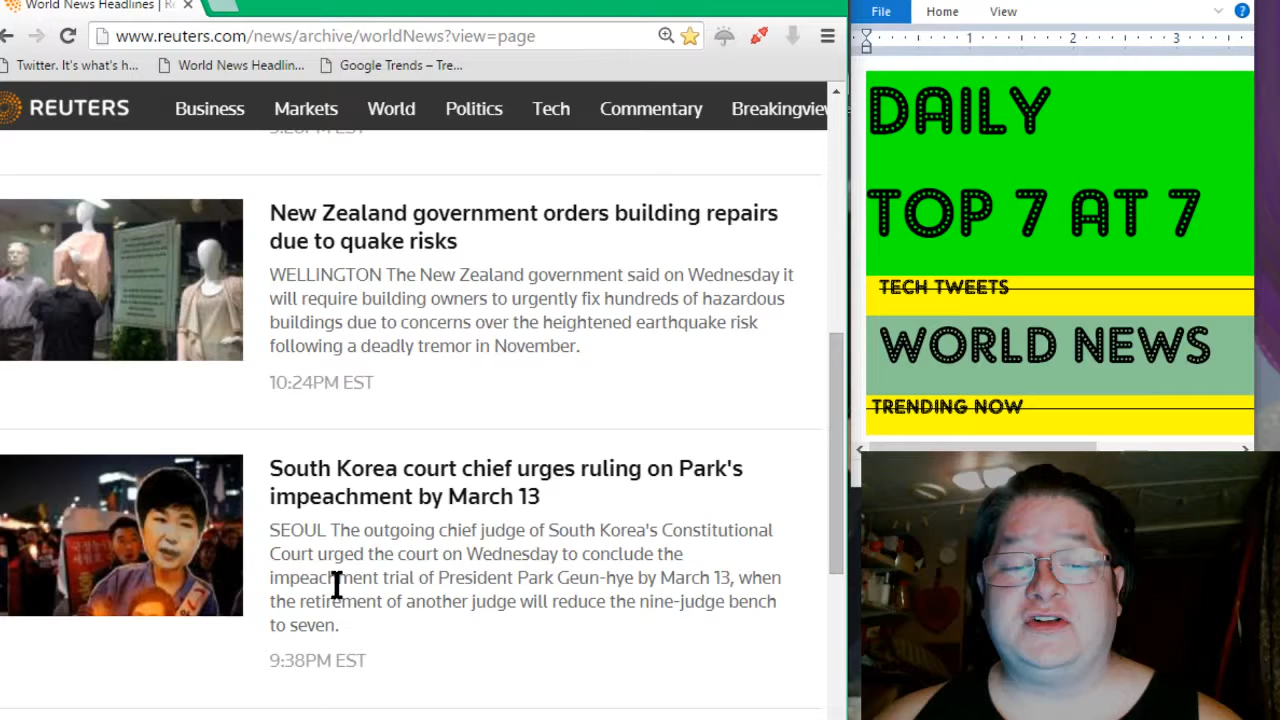 World News Headlines | Re
www.reuters.com/news/archive/worldNews?view=page
Twitter. It's what's h...
World News Headlin...
Google Trends – Tre...
REUTERS
Business
Markets
World
Politics
Tech
Commentary
Breakingview
New Zealand government orders building repairs
due to quake risks
WELLINGTON The New Zealand government said on Wednesday it
will require building owners to urgently fix hundreds of hazardous
buildings due to concerns over the heightened earthquake risk
following a deadly tremor in November.
10:24PM EST
South Korea court chief urges ruling on Park's
impeachment by March 13
SEOUL The outgoing chief judge of South Korea's Constitutional
Court urged the court on Wednesday to conclude the
impeachment trial of President Park Geun-hye by March 13, when
the retirement of another judge will reduce the nine-judge bench
to seven.
9:38PM EST
File
Home
View
1
2
3
DAILY
TOP 7 AT 7
TECH TWEETS
WORLD NEWS
TRENDING NOW